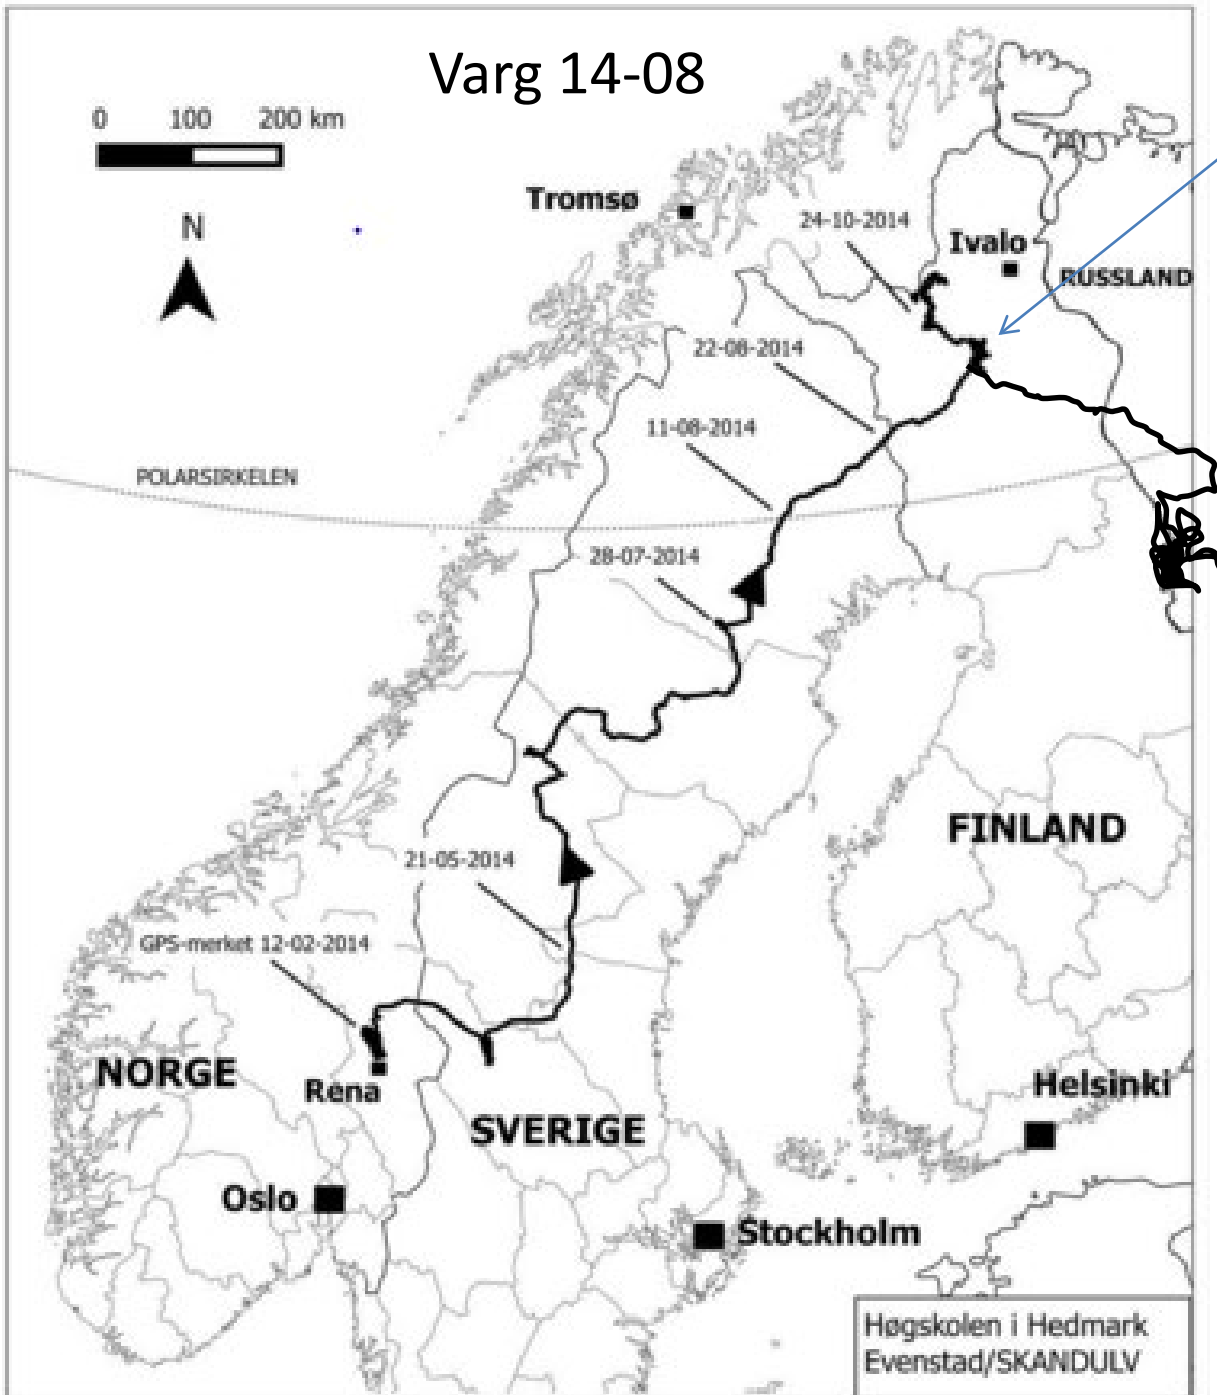 Varg 14-08
0 100 200 km
N
Tromsø
24-10-2014
Ivalo
RUSSLAND
22-08-2014
11-08-2014
POLARSIRKELEN
28-07-2014
FINLAND
21-05-2014
GPS-merket 12-02-2014
NORGE
Rena
Helsinki
SVERIGE
Oslo
Stockholm
Høgskolen i Hedmark
Evenstad/SKANDULV